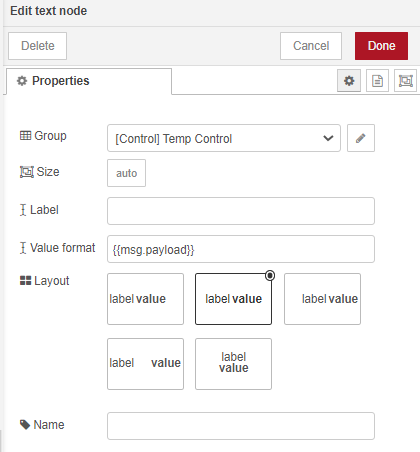 Edit text node
Delete Cancel Done
Properties
Group [Control] Temp Control
Size auto
Label
Value format {{msg.payload}}
Layout label value label value label value
label value label
value
Name